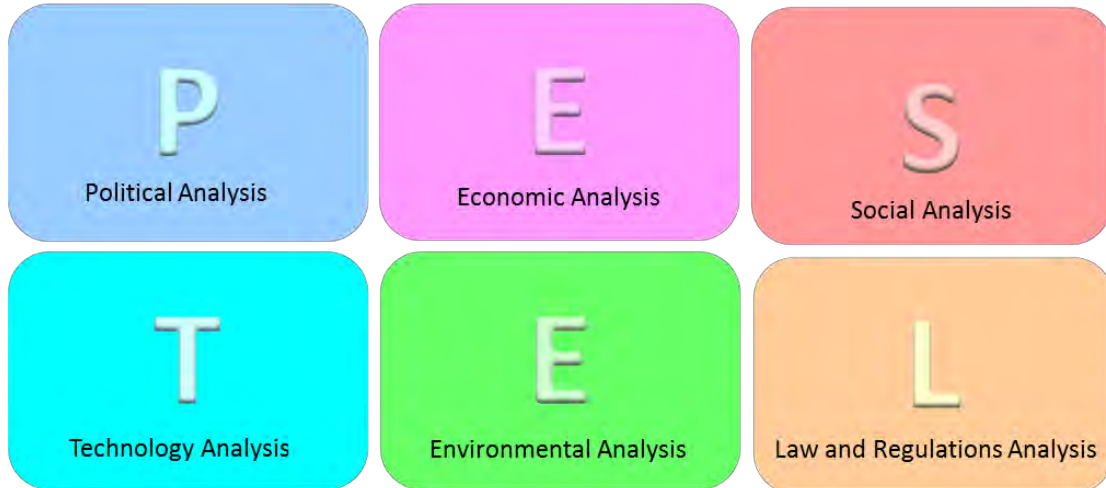 P
Political Analysis
E
Economic Analysis
S
Social Analysis
T
Technology Analysis
E
Environmental Analysis
L
Law and Regulations Analysis